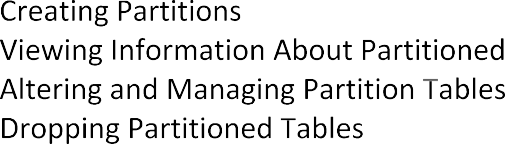 Creating Partitions
Viewing Information About Partitioned
Altering and Managing Partition Tables
Dropping Partitioned Tables